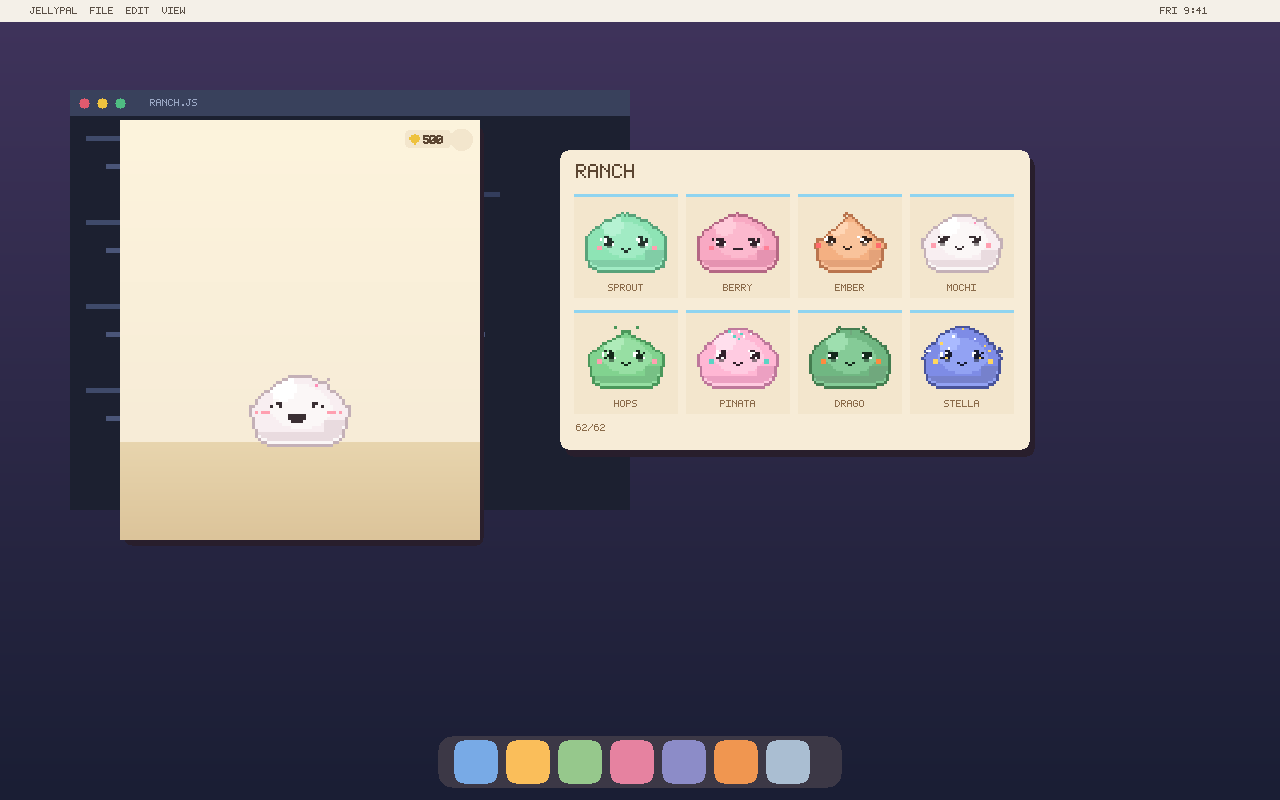 JELLYPAL FILE EDIT VIEW FRI 9:41
RANCH.JS
500
RANCH
SPROUT BERRY EMBER MOCHI
HOPS PINATA DRAGO STELLA
62/62